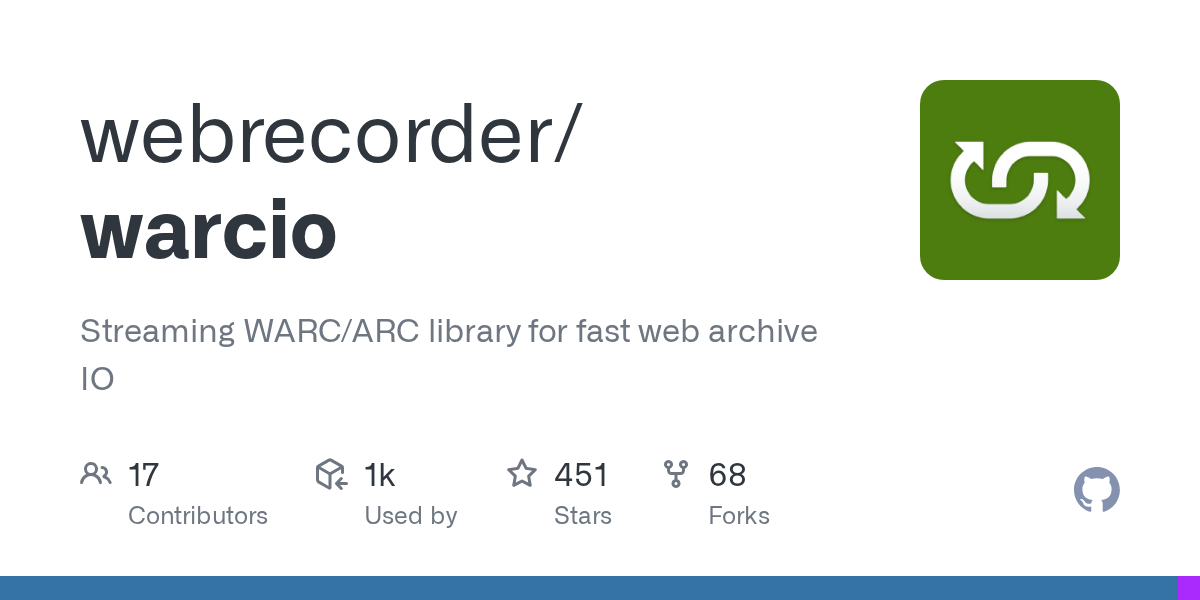 webrecorder/
warcio
Streaming WARC/ARC library for fast web archive
IO
17
Contributors
1k
Used by
451
Stars
68
Forks